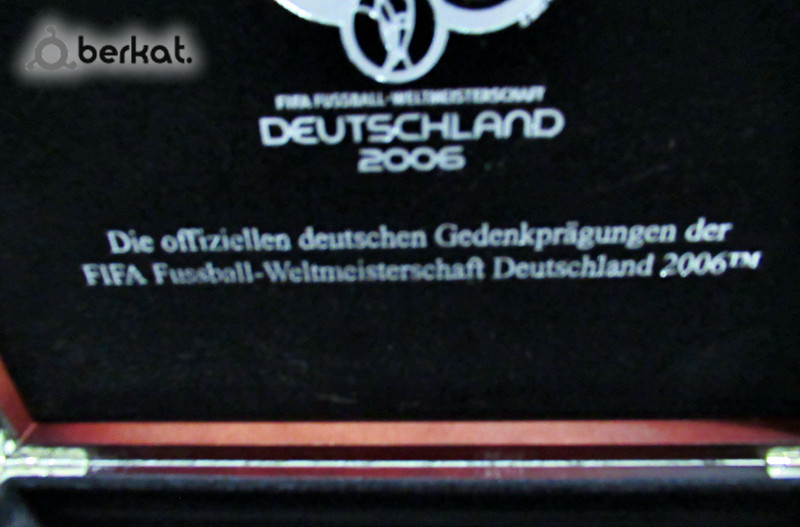 berkat.
FIFA FUSSBALL-WELTMEISTERSCHAFT
DEUTSCHLAND
2006
Die offiziellen deutschen Gedenkprägungen der
FIFA Fussball-Weltmeisterschaft Deutschland 2006™